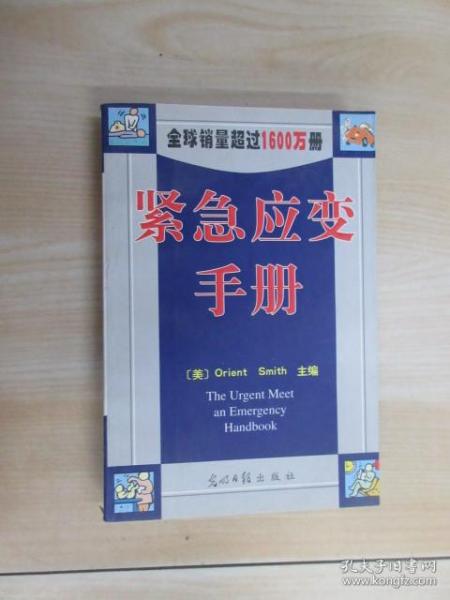 全球销量超过1600万册
紧急应变
手册
〔美〕Orient Smith 主编
The Urgent Meet
an Emergency
Handbook
光明日报出版社
孔夫子旧书网
www.kongfz.com